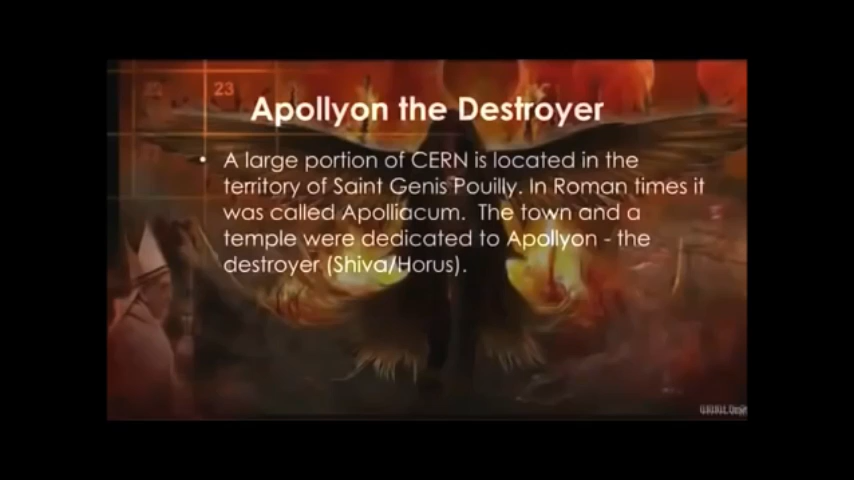 23
Apollyon the Destroyer
• A large portion of CERN is located in the
territory of Saint Genis Pouilly. In Roman times it
was called Apolliacum. The town and a
temple were dedicated to Apollyon - the
destroyer (Shiva/Horus).